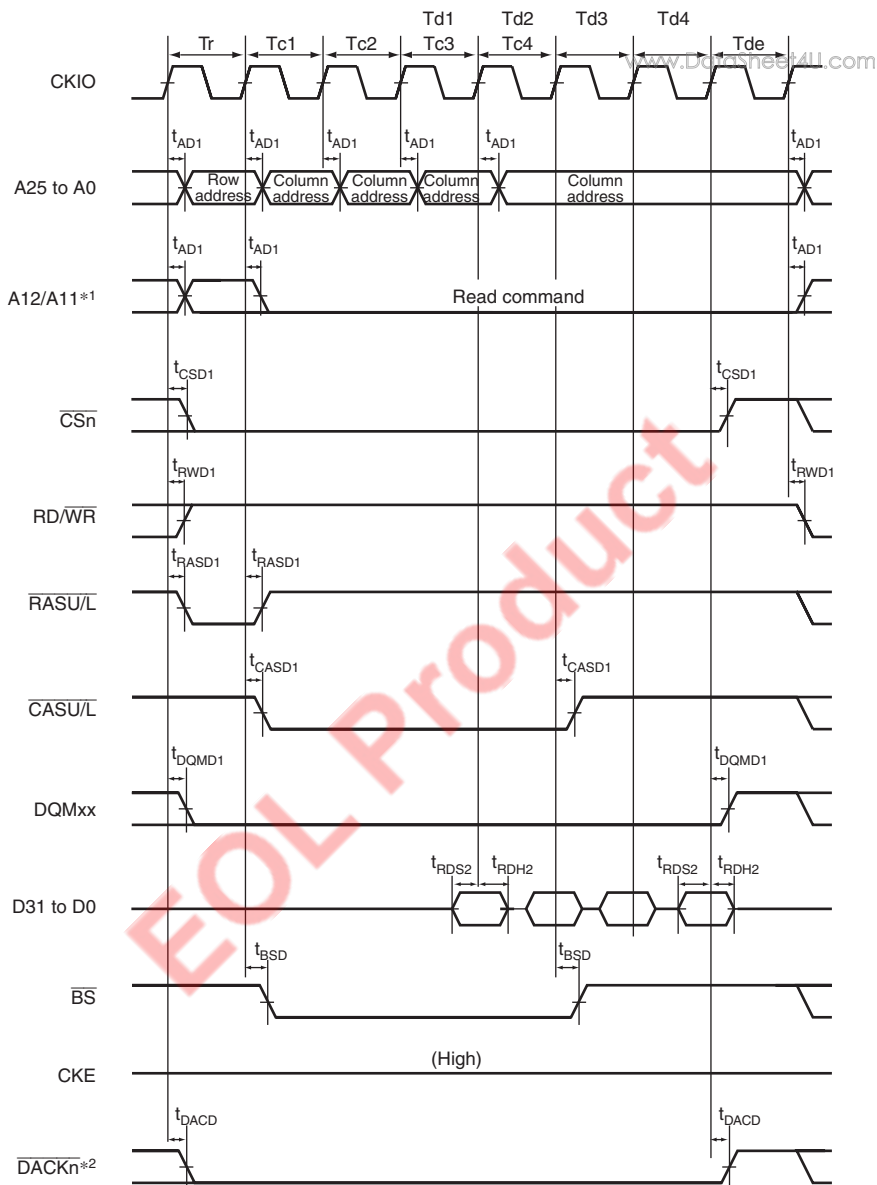 Td1 Td2 Td3 Td4
Tr Tc1 Tc2 Tc3 Tc4 Tde
www.DataSheet4U.com
CKIO
tAD1 tAD1 tAD1 tAD1 tAD1 tAD1
A25 to A0
Row address
Column address
Column address
Column address
Column address
tAD1 tAD1 tAD1
A12/A11*1
Read command
tCSD1 tCSD1
CSn
tRWD1 tRWD1
RD/WR
tRASD1 tRASD1
RASU/L
tCASD1 tCASD1
CASU/L
tDQMD1 tDQMD1
DQMxx
tRDS2 tRDH2 tRDS2 tRDH2
D31 to D0
tBSD tBSD
BS
(High)
CKE
tDACD tDACD
DACKn*2
EOL Product